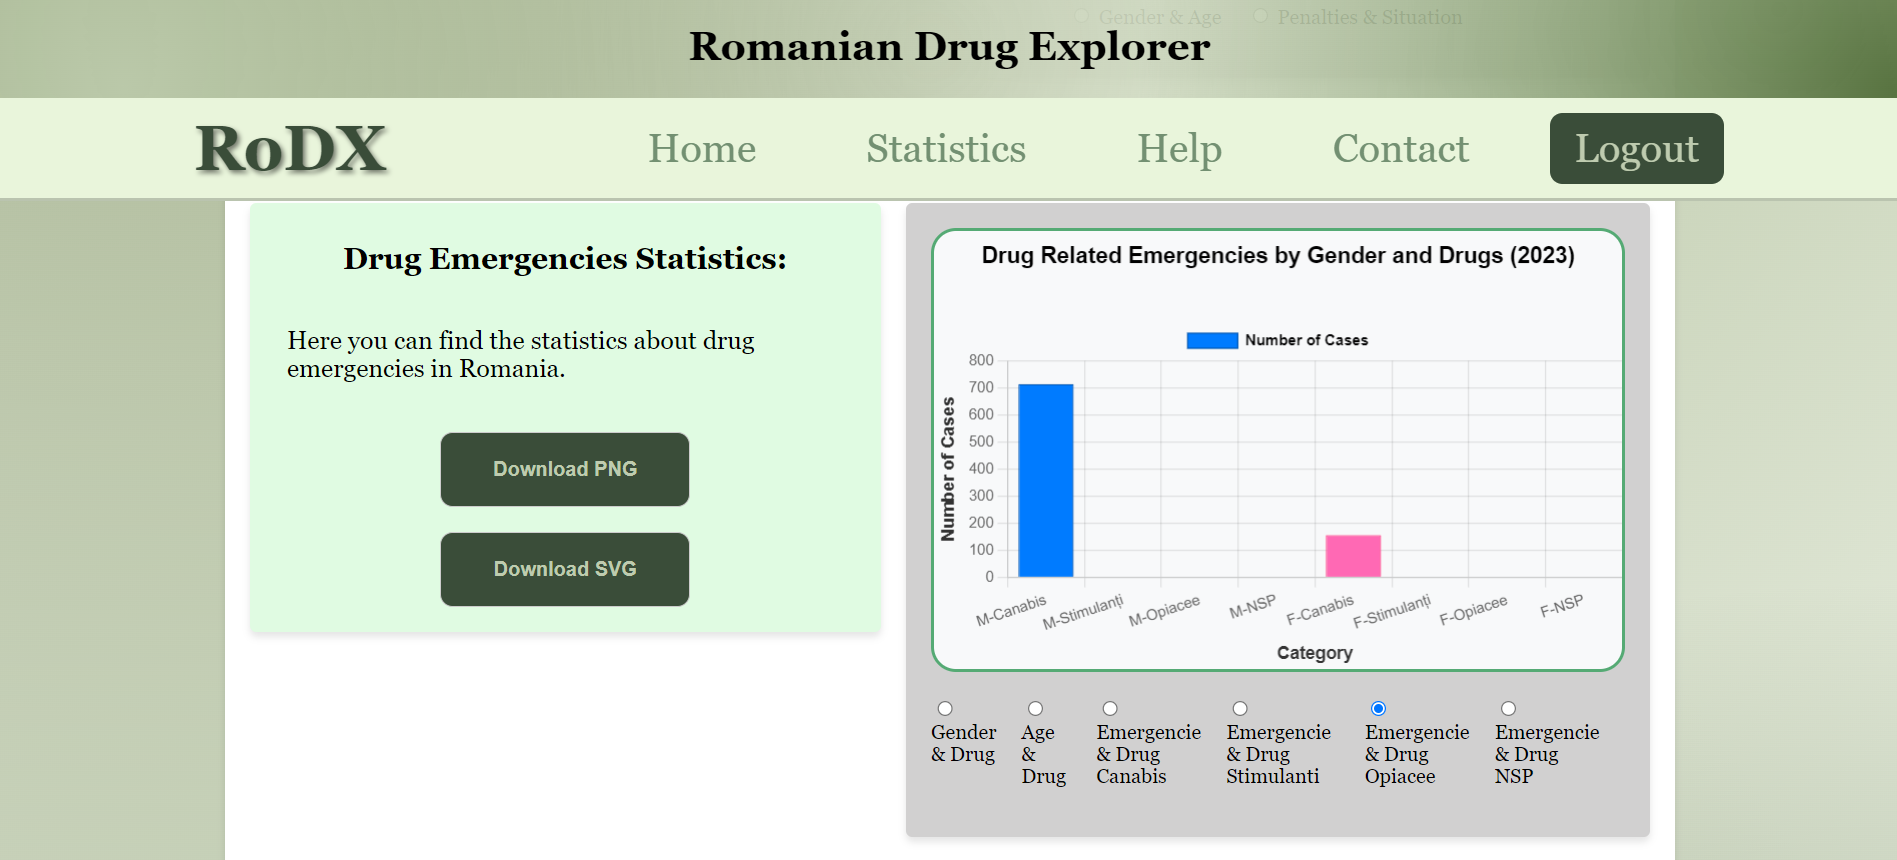 Gender & Age Penalties & Situation
Romanian Drug Explorer
RoDX
Home
Statistics
Help
Contact
Logout
Drug Emergencies Statistics:
Here you can find the statistics about drug
emergencies in Romania.
Download PNG
Download SVG
Drug Related Emergencies by Gender and Drugs (2023)
Number of Cases
Number of Cases
800
700
600
500
400
300
200
100
0
M-Canabis
M-Stimulanți
M-Opiacee
M-NSP
F-Canabis
F-Stimulanți
F-Opiacee
F-NSP
Category
Gender
& Drug
Age
&
Drug
Emergencie
& Drug
Canabis
Emergencie
& Drug
Stimulanti
Emergencie
& Drug
Opiacee
Emergencie
& Drug
NSP